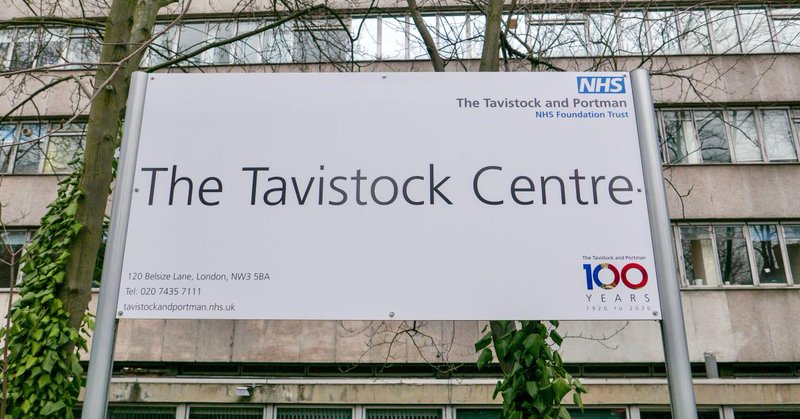 NHS
The Tavistock and Portman
NHS Foundation Trust
The Tavistock Centre
120 Belsize Lane, London, NW3 5BA
Tel: 020 7435 7111
tavistockandportman.nhs.uk
The Tavistock and Portman
100
YEARS
1920 to 2020